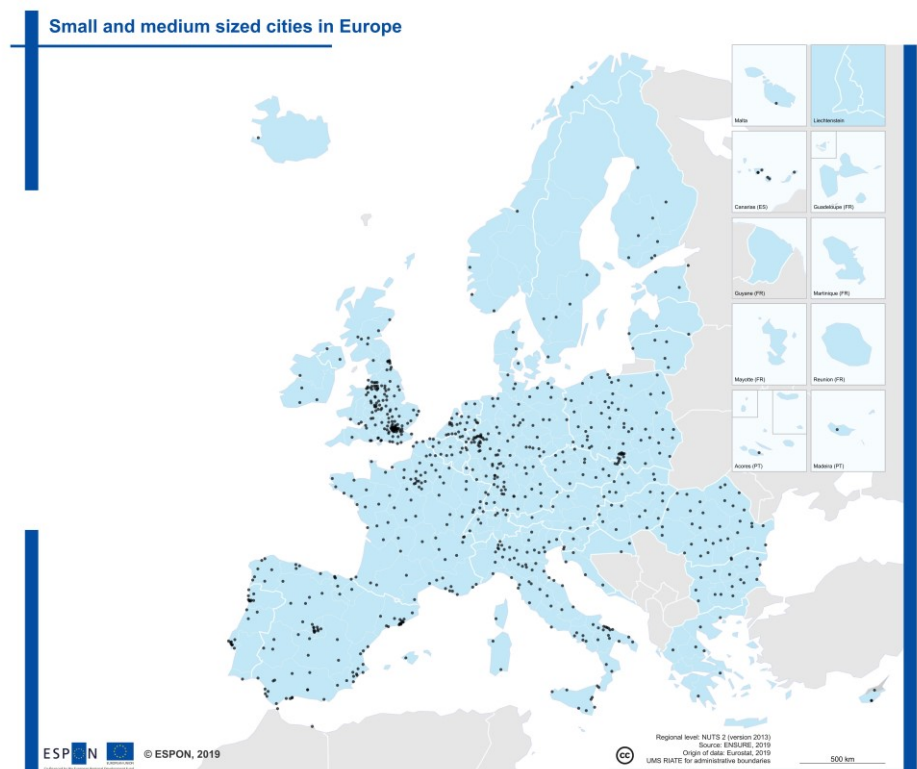 Small and medium sized cities in Europe
Malta
Liechtenstein
Canarias (ES)
Guadeloupe (FR)
Guyane (FR)
Martinique (FR)
Mayotte (FR)
Reunion (FR)
Acores (PT)
Madeira (PT)
ESPON
© ESPON, 2019
cc
Regional level: NUTS 2 (version 2013)
Source: ENSURE, 2019
Origin of data: Eurostat, 2019
UMS RIATE for administrative boundaries
500 km